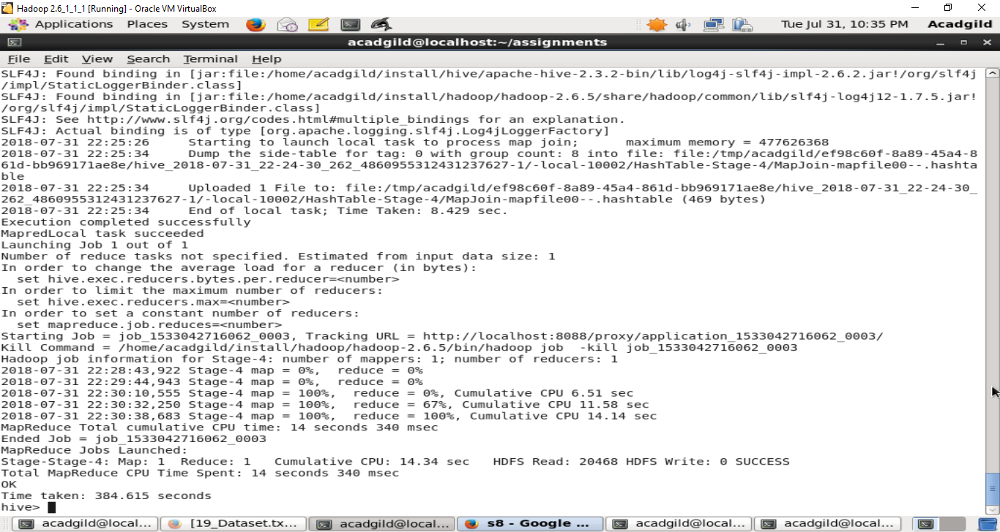 Hadoop 2.6_1_1_1 [Running] - Oracle VM VirtualBox
Applications Places System Tue Jul 31, 10:35 PM Acadgild
acadgild@localhost:~/assignments
File Edit View Search Terminal Help
SLF4J: Found binding in [jar:file:/home/acadgild/install/hive/apache-hive-2.3.2-bin/lib/log4j-slf4j-impl-2.6.2.jar!/org/slf4j
/impl/StaticLoggerBinder.class]
SLF4J: Found binding in [jar:file:/home/acadgild/install/hadoop/hadoop-2.6.5/share/hadoop/common/lib/slf4j-log4j12-1.7.5.jar!
/org/slf4j/impl/StaticLoggerBinder.class]
SLF4J: See http://www.slf4j.org/codes.html#multiple_bindings for an explanation.
SLF4J: Actual binding is of type [org.apache.logging.slf4j.Log4jLoggerFactory]
2018-07-31 22:25:26 Starting to launch local task to process map join; maximum memory = 477626368
2018-07-31 22:25:34 Dump the side-table for tag: 0 with group count: 8 into file: file:/tmp/acadgild/ef98c60f-8a89-45a4-8
61d-bb969171ae8e/hive_2018-07-31_22-24-30_262_4860955312431237627-1/-local-10002/HashTable-Stage-4/MapJoin-mapfile00--.hashta
ble
2018-07-31 22:25:34 Uploaded 1 File to: file:/tmp/acadgild/ef98c60f-8a89-45a4-861d-bb969171ae8e/hive_2018-07-31_22-24-30_
262_4860955312431237627-1/-local-10002/HashTable-Stage-4/MapJoin-mapfile00--.hashtable (469 bytes)
2018-07-31 22:25:34 End of local task; Time Taken: 8.429 sec.
Execution completed successfully
MapredLocal task succeeded
Launching Job 1 out of 1
Number of reduce tasks not specified. Estimated from input data size: 1
In order to change the average load for a reducer (in bytes):
set hive.exec.reducers.bytes.per.reducer=<number>
In order to limit the maximum number of reducers:
set hive.exec.reducers.max=<number>
In order to set a constant number of reducers:
set mapreduce.job.reduces=<number>
Starting Job = job_1533042716062_0003, Tracking URL = http://localhost:8088/proxy/application_1533042716062_0003/
Kill Command = /home/acadgild/install/hadoop/hadoop-2.6.5/bin/hadoop job -kill job_1533042716062_0003
Hadoop job information for Stage-4: number of mappers: 1; number of reducers: 1
2018-07-31 22:28:43,922 Stage-4 map = 0%, reduce = 0%
2018-07-31 22:29:44,943 Stage-4 map = 0%, reduce = 0%
2018-07-31 22:30:10,555 Stage-4 map = 100%, reduce = 0%, Cumulative CPU 6.51 sec
2018-07-31 22:30:32,250 Stage-4 map = 100%, reduce = 67%, Cumulative CPU 11.58 sec
2018-07-31 22:30:38,683 Stage-4 map = 100%, reduce = 100%, Cumulative CPU 14.14 sec
MapReduce Total cumulative CPU time: 14 seconds 340 msec
Ended Job = job_1533042716062_0003
MapReduce Jobs Launched:
Stage-Stage-4: Map: 1 Reduce: 1 Cumulative CPU: 14.34 sec HDFS Read: 20468 HDFS Write: 0 SUCCESS
Total MapReduce CPU Time Spent: 14 seconds 340 msec
OK
Time taken: 384.615 seconds
hive>
acadgild@local... [19_Dataset.tx... acadgild@local... s8 - Google ... acadgild@local... acadgild@local...